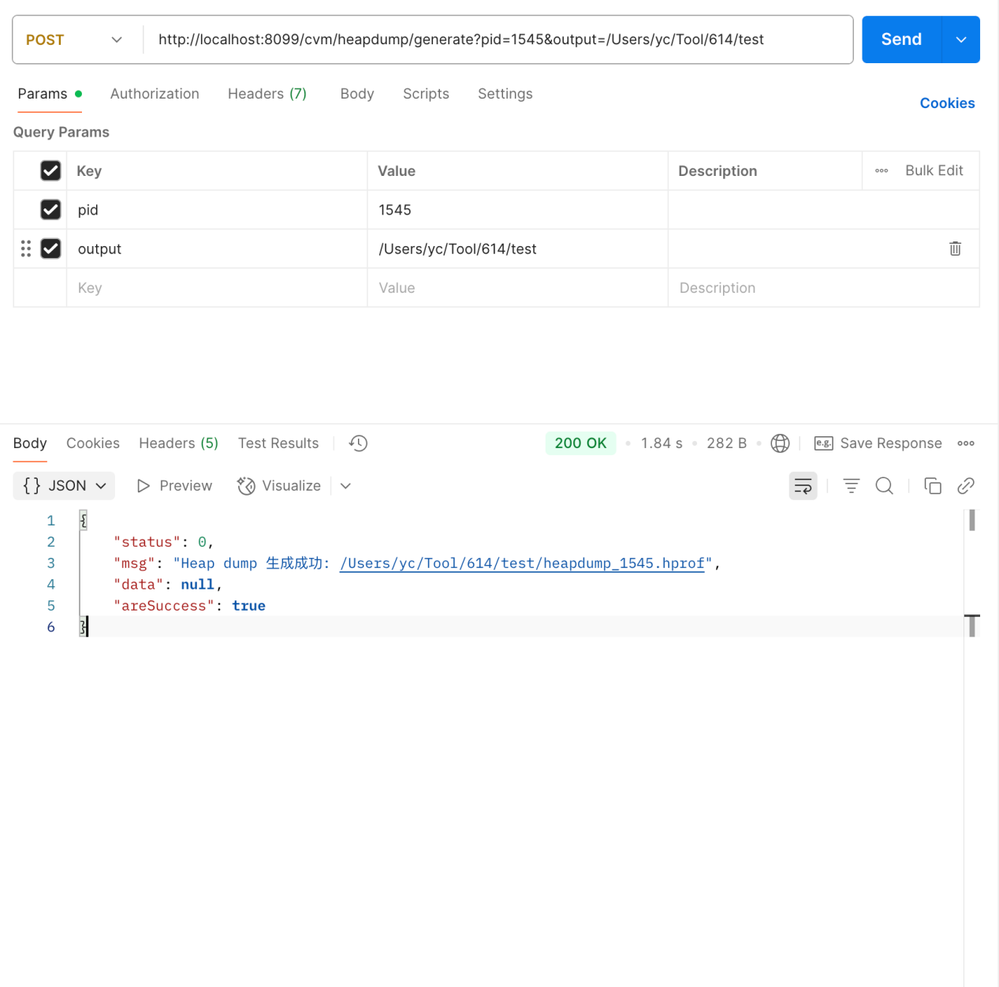 POST http://localhost:8099/cvm/heapdump/generate?pid=1545&output=/Users/yc/Tool/614/test Send
Params Authorization Headers (7) Body Scripts Settings Cookies
Query Params
Key Value Description Bulk Edit
pid 1545
output /Users/yc/Tool/614/test
Key Value Description
Body Cookies Headers (5) Test Results 200 OK 1.84 s 282 B e.g. Save Response
{} JSON Preview Visualize
1 {
2 "status": 0,
3 "msg": "Heap dump 生成成功: /Users/yc/Tool/614/test/heapdump_1545.hprof",
4 "data": null,
5 "areSuccess": true
6 }